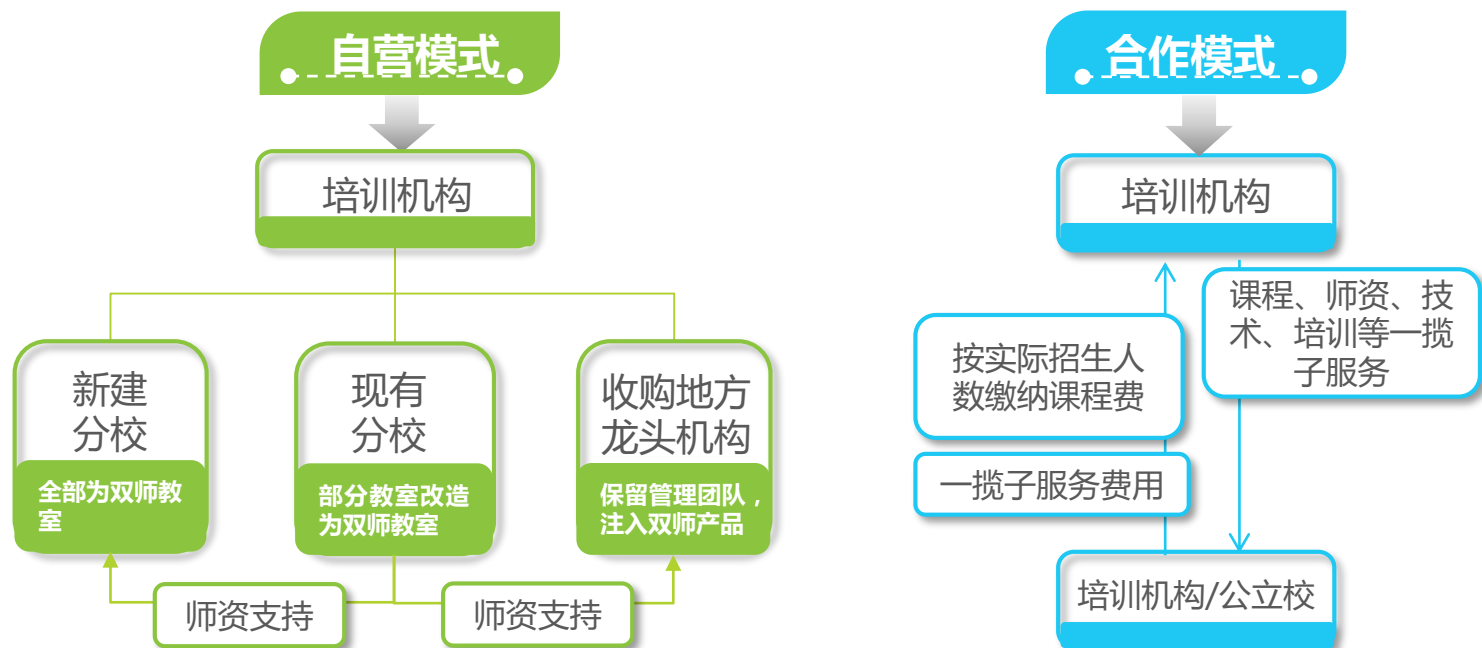 自营模式
培训机构
新建
分校
全部为双师教
室
现有
分校
部分教室改造
为双师教室
收购地方
龙头机构
保留管理团队，
注入双师产品
师资支持
师资支持
合作模式
培训机构
课程、师资、技
术、培训等一揽
子服务
按实际招生人
数缴纳课程费
一揽子服务费用
培训机构/公立校